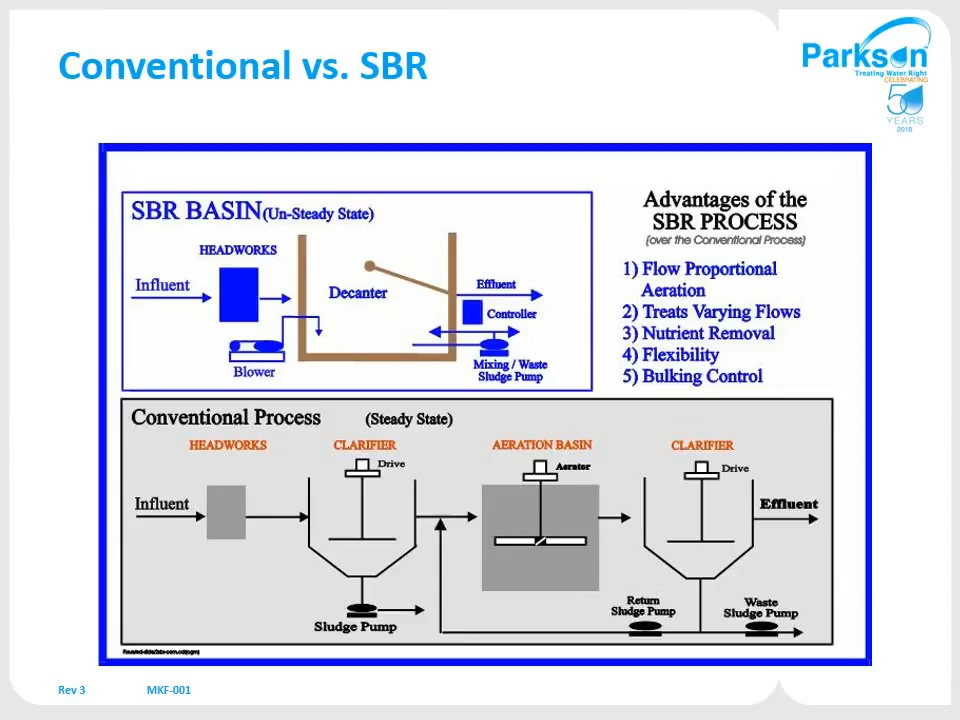 Conventional vs. SBR
Parkson
Treating Water Right
CELEBRATING
50
YEARS
2010
SBR BASIN(Un-Steady State)
HEADWORKS
Influent
Decanter
Effluent
Controller
Blower
Mixing / Waste
Sludge Pump
Advantages of the
SBR PROCESS
(over the Conventional Process)
1) Flow Proportional
Aeration
2) Treats Varying Flows
3) Nutrient Removal
4) Flexibility
5) Bulking Control
Conventional Process (Steady State)
HEADWORKS
CLARIFIER
AERATION BASIN
CLARIFIER
Drive
Aerator
Drive
Influent
Effluent
Return
Sludge Pump
Waste
Sludge Pump
Sludge Pump
Rev 3 MKF-001